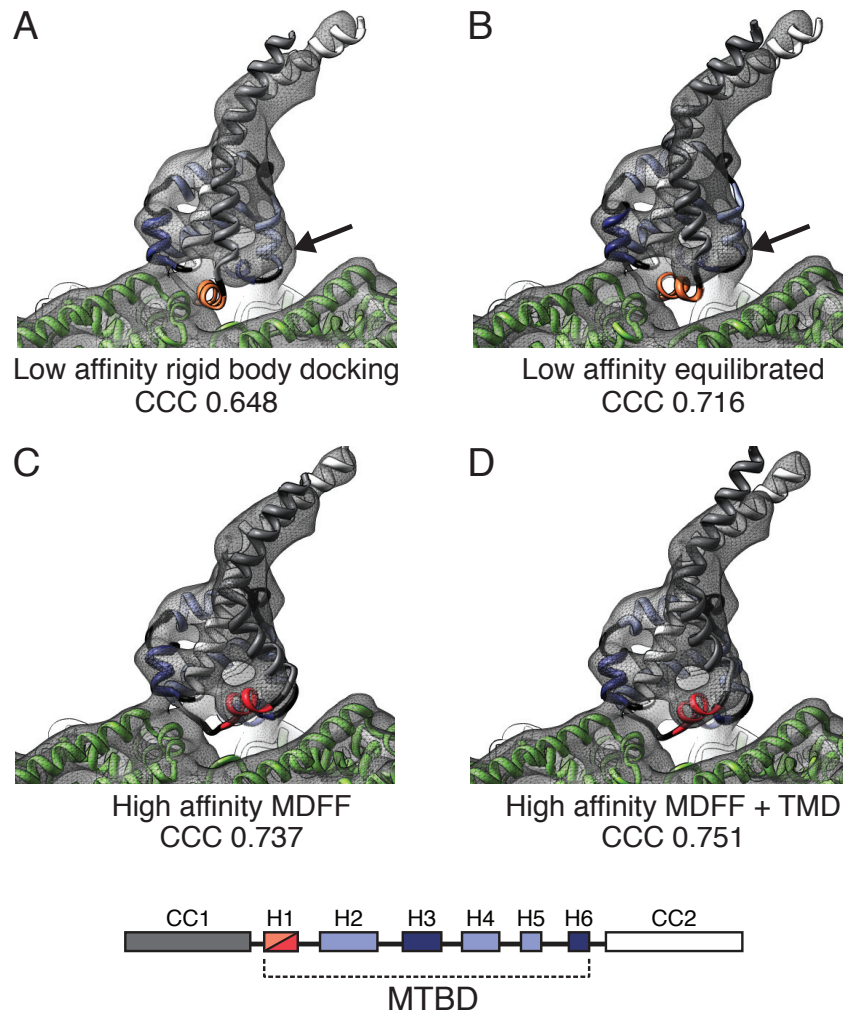 A
B
Low affinity rigid body docking
CCC 0.648
Low affinity equilibrated
CCC 0.716
C
D
High affinity MDFF
CCC 0.737
High affinity MDFF + TMD
CCC 0.751
CC1 H1 H2 H3 H4 H5 H6 CC2
MTBD